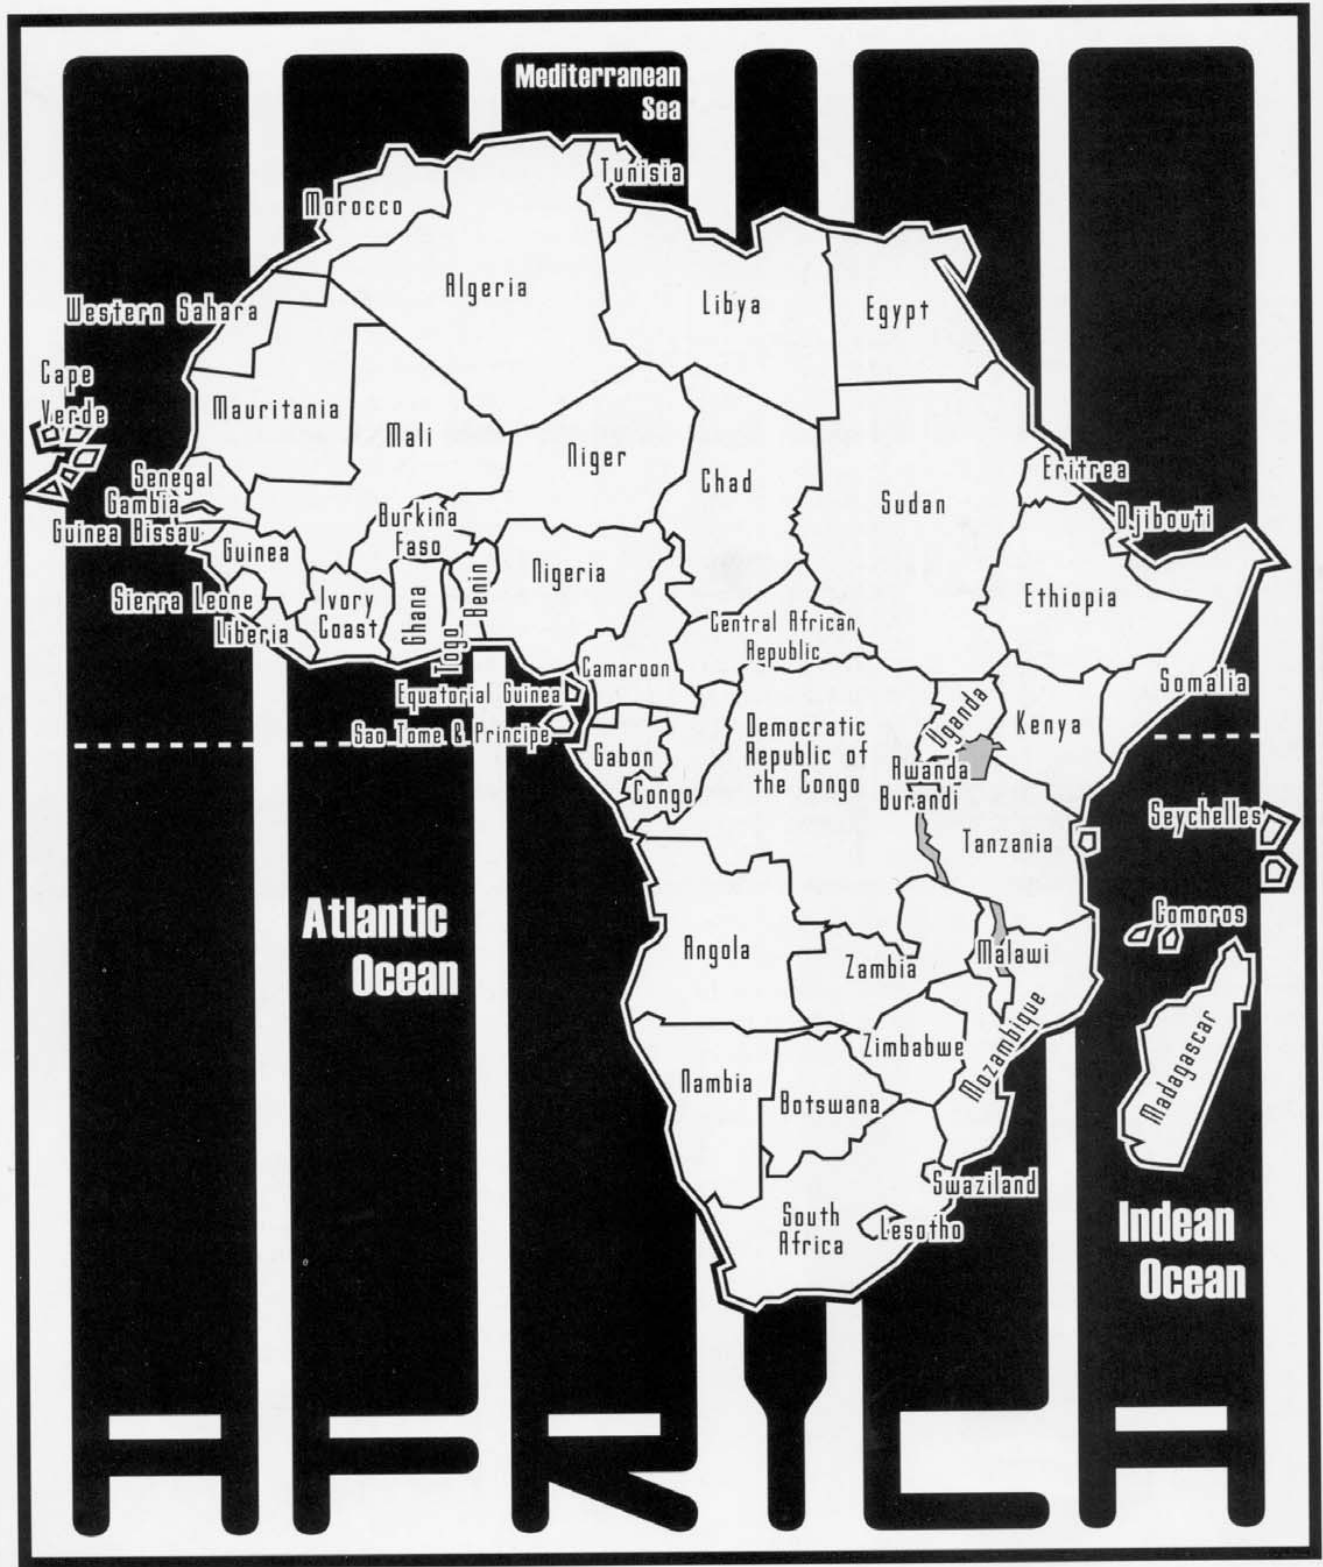 Mediterranean
Sea
Tunisia
Morocco
Algeria
Libya
Egypt
Western Sahara
Cape
Verde
Mauritania
Mali
Niger
Chad
Sudan
Eritrea
Djibouti
Senegal
Gambia
Guinea Bissau
Guinea
Burkina
Faso
Nigeria
Benin
Ethiopia
Sierra Leone
Liberia
Ivory
Coast
Ghana
Togo
Central African
Republic
Camaroon
Somalia
Equatorial Guinea
Sao Tome & Principe
Gabon
Congo
Democratic
Republic of
the Congo
Uganda
Kenya
Rwanda
Burandi
Tanzania
Seychelles
Comoros
Atlantic
Ocean
Angola
Zambia
Malawi
Mozambique
Madagascar
Zimbabwe
Nambia
Botswana
Swaziland
South
Africa
Lesotho
Indean
Ocean
AFRICA